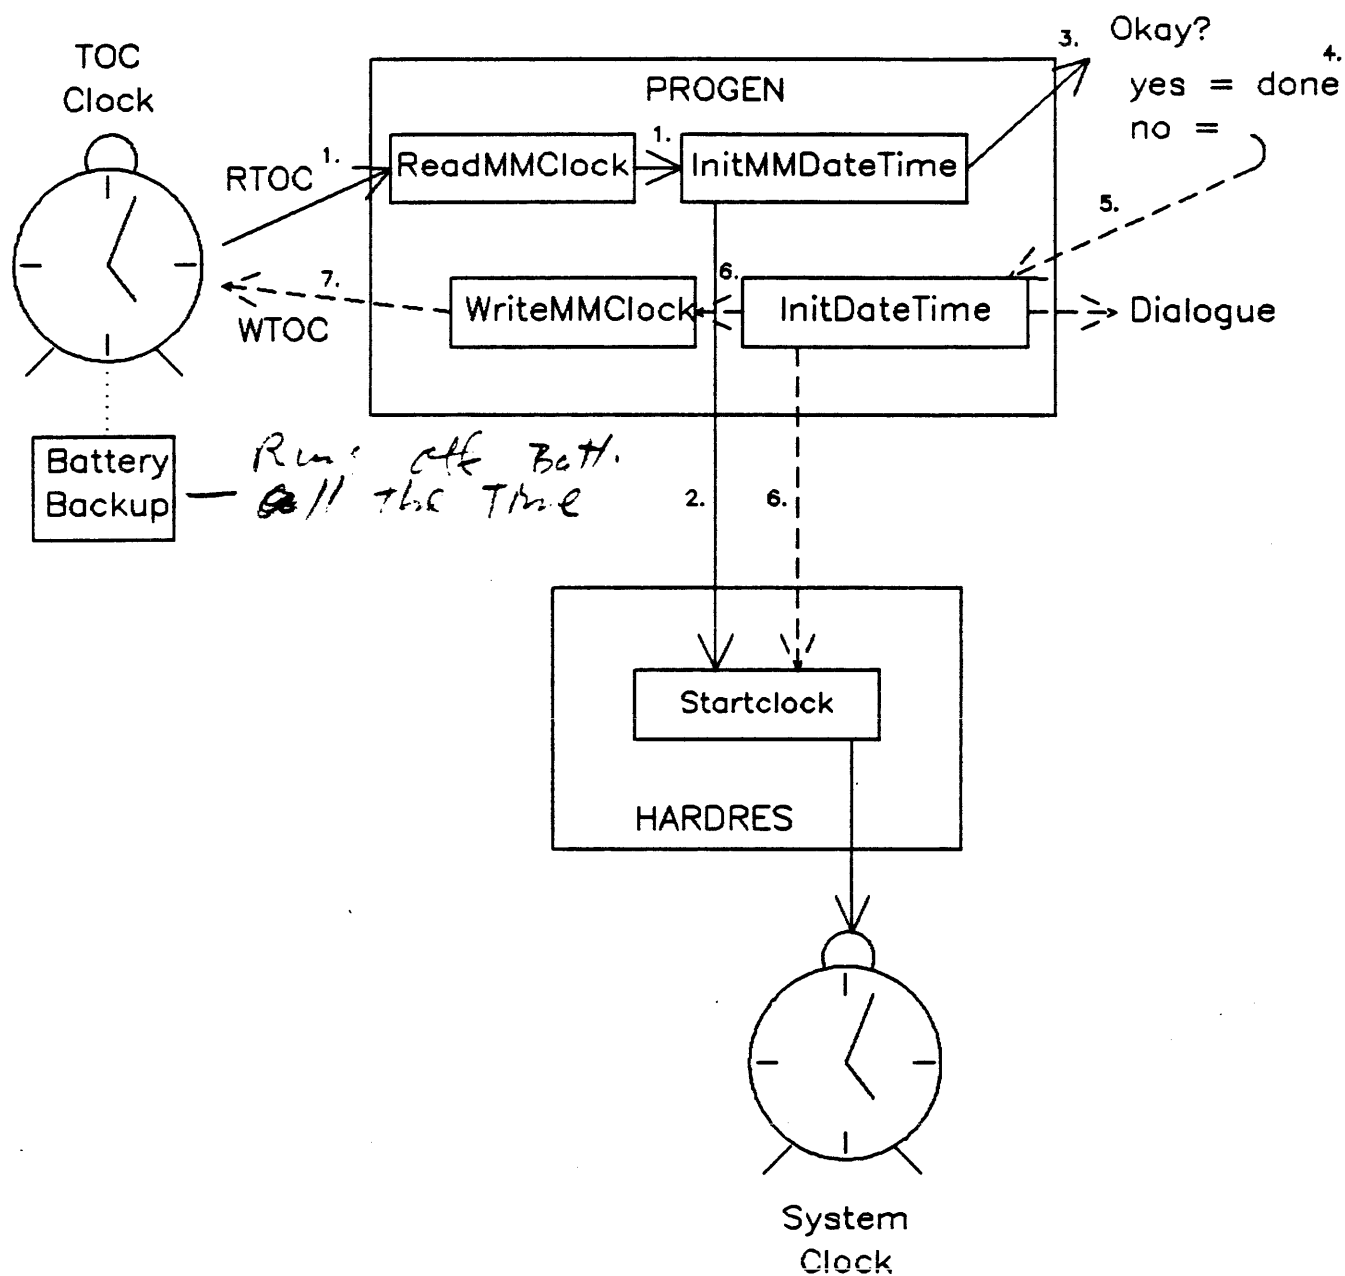 TOC
Clock
RTOC
1.
PROGEN
ReadMMClock
1.
InitMMDateTime
3.
Okay?
4.
yes = done
no =
5.
7.
WTOC
WriteMMClock
6.
InitDateTime
Dialogue
Battery
Backup
Runs off Batt.
all the Time
2.
6.
Startclock
HARDRES
System
Clock